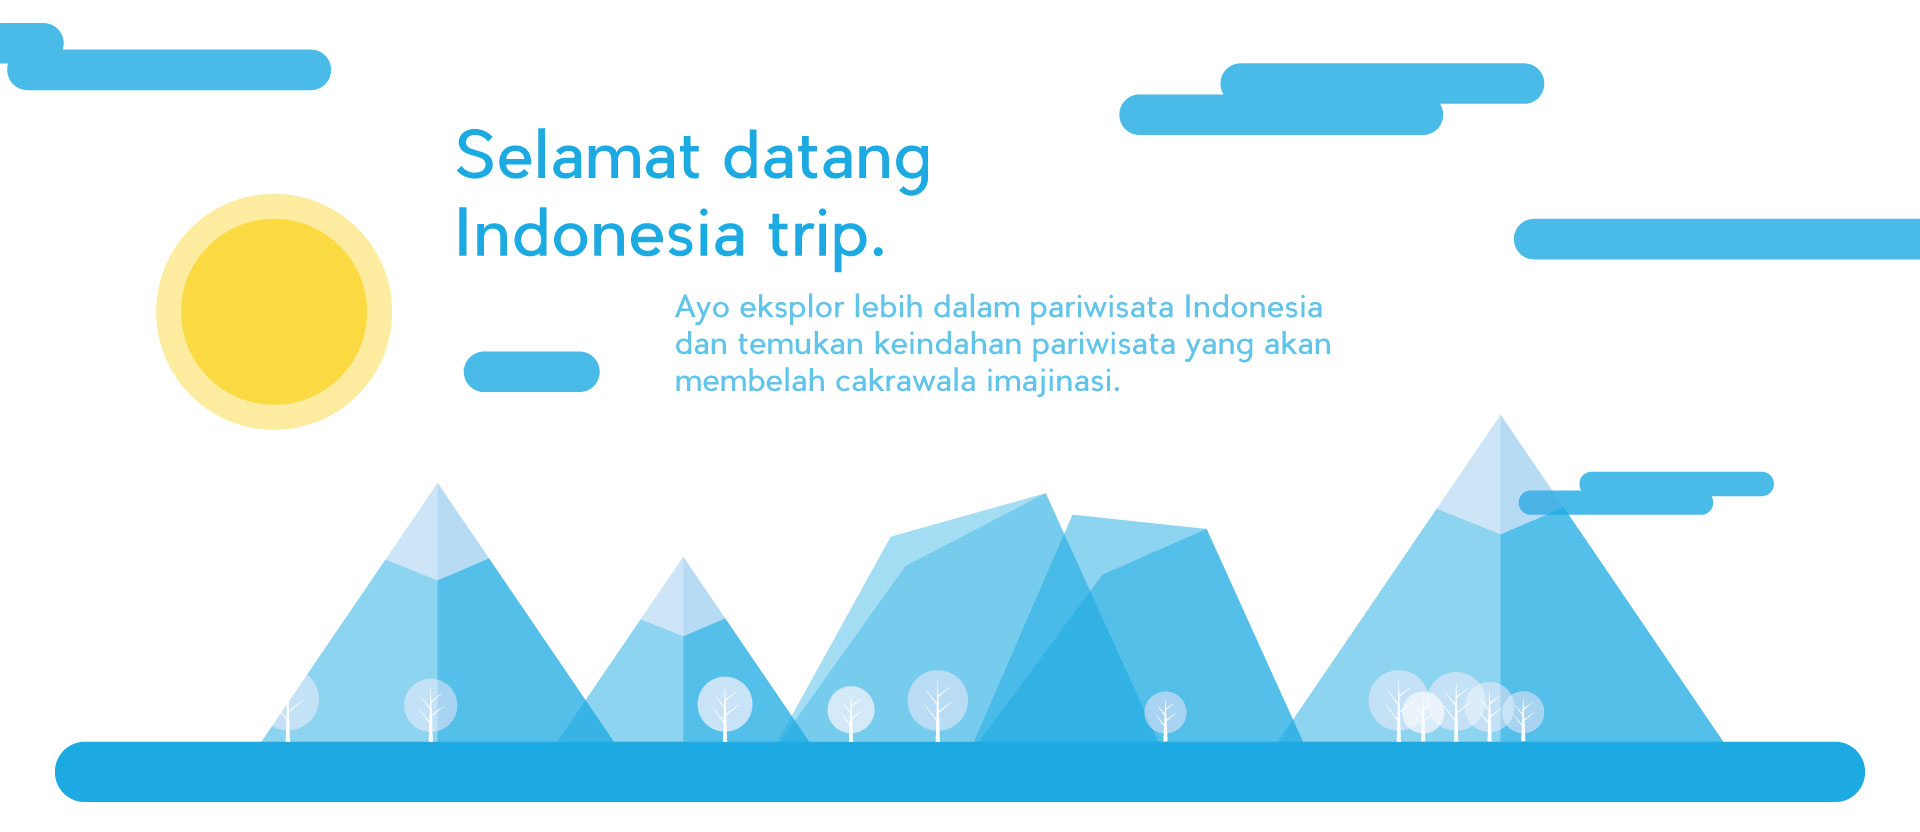 Selamat datang
Indonesia trip.
Ayo eksplor lebih dalam pariwisata Indonesia
dan temukan keindahan pariwisata yang akan
membelah cakrawala imajinasi.